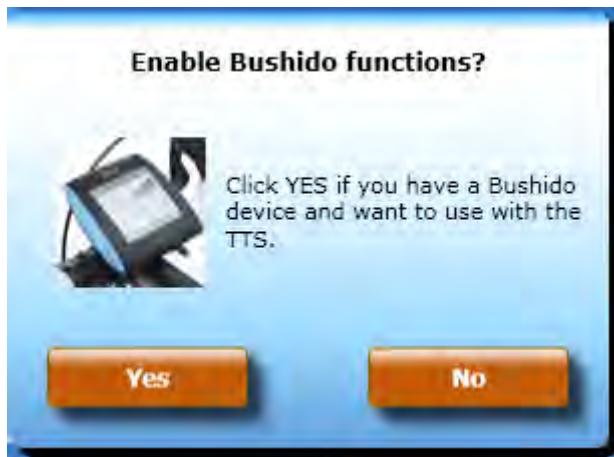 Enable Bushido functions?
Click YES if you have a Bushido
device and want to use with the
TTS.
Yes
No